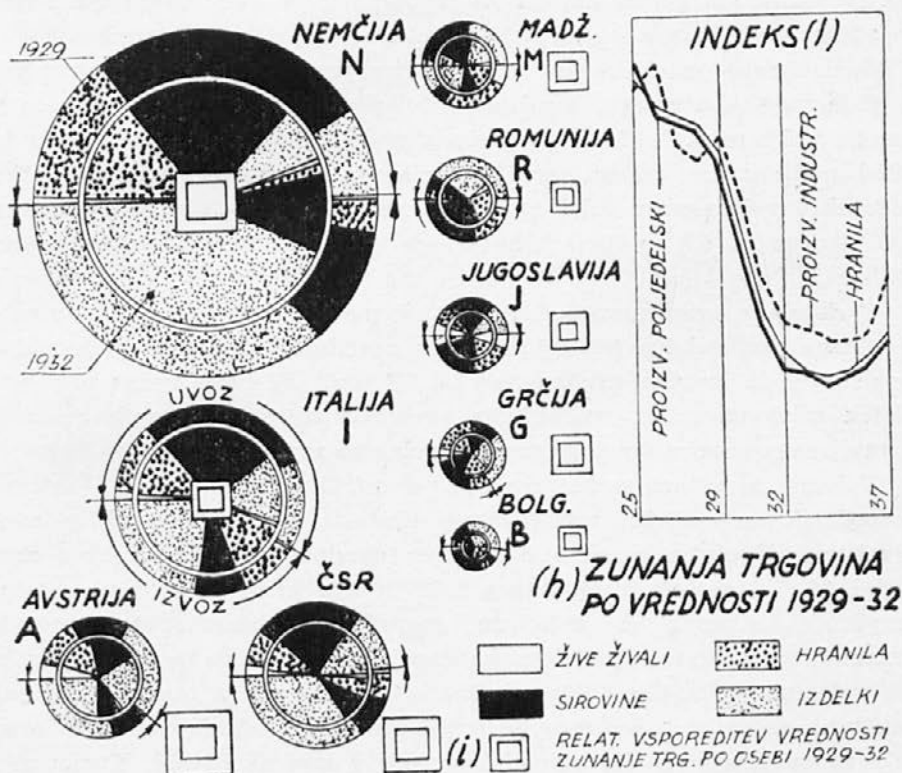 1929
1932
NEMČIJA
N
MADŽ.
M
ROMUNIJA
R
JUGOSLAVIJA
J
GRČIJA
G
BOLG.
B
UVOZ
ITALIJA
I
IZVOZ
AVSTRIJA
A
ČSR
INDEKS(l)
PROIZV. POLJEDELSKI
PROIZV. INDUSTR.
HRANILA
25
29
32
37
(h) ZUNANJA TRGOVINA
PO VREDNOSTI 1929-32
ŽIVE ŽIVALI
HRANILA
SIROVINE
IZDELKI
(i) RELAT. VSPOREDITEV VREDNOSTI
ZUNANJE TRG. PO OSEBI 1929-32